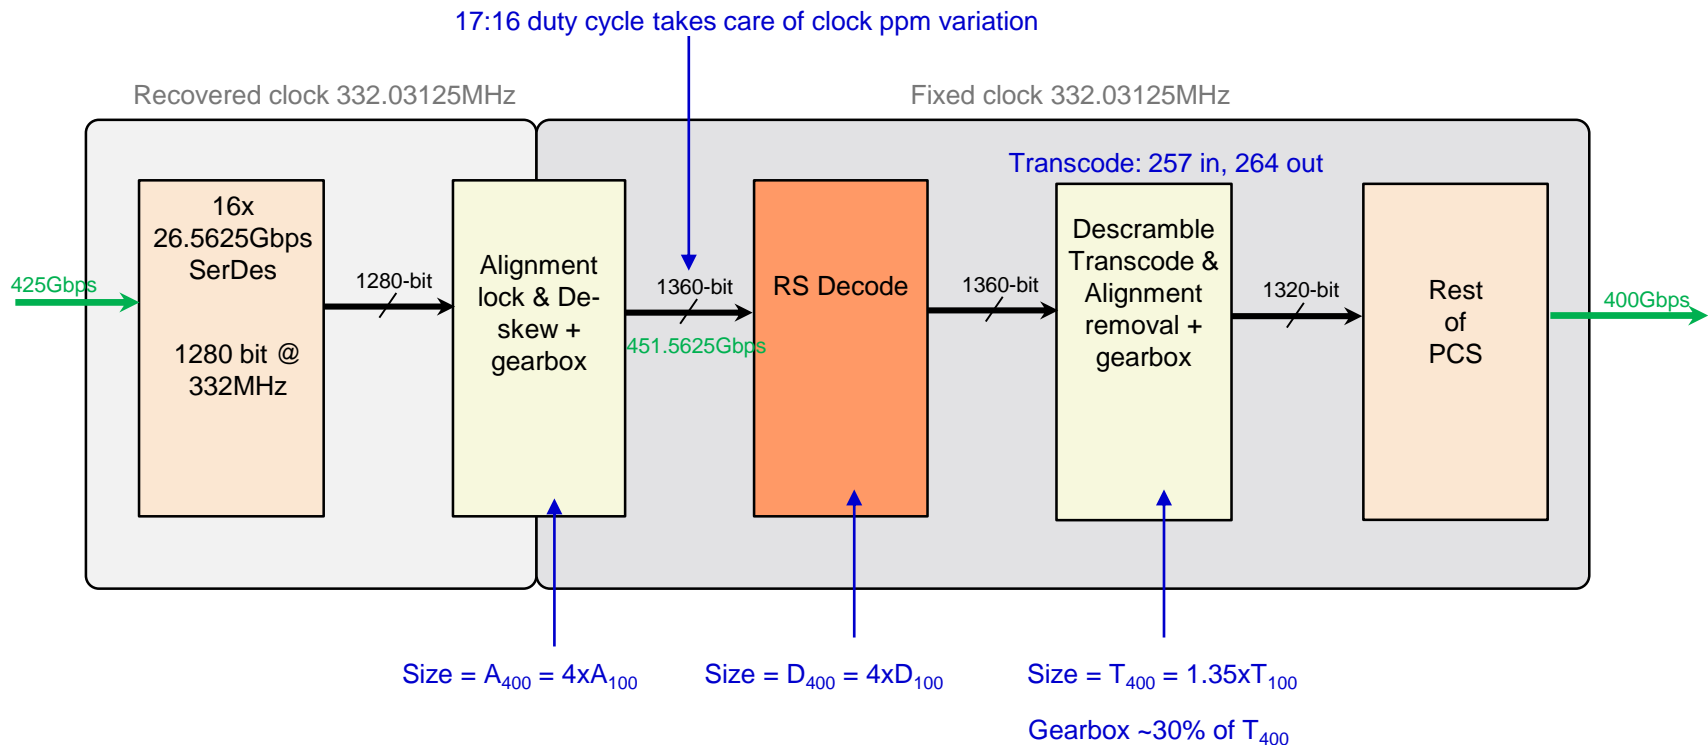 17:16 duty cycle takes care of clock ppm variation
Recovered clock 332.03125MHz
Fixed clock 332.03125MHz
Transcode: 257 in, 264 out
425Gbps
16x
26.5625Gbps
SerDes
1280 bit @
332MHz
1280-bit
Alignment
lock & De-
skew +
gearbox
1360-bit
451.5625Gbps
RS Decode
1360-bit
Descramble
Transcode &
Alignment
removal +
gearbox
1320-bit
Rest
of
PCS
400Gbps
Size = A400 = 4xA100
Size = D400 = 4xD100
Size = T400 = 1.35xT100
Gearbox ~30% of T400